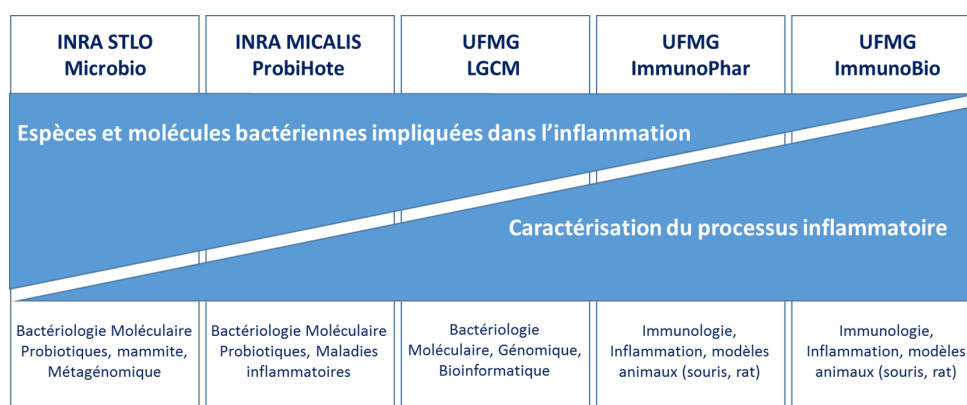 INRA STLO
Microbio
INRA MICALIS
ProbiHote
UFMG
LGCM
UFMG
ImmunoPhar
UFMG
ImmunoBio
Espèces et molécules bactériennes impliquées dans l’inflammation
Caractérisation du processus inflammatoire
Bactériologie Moléculaire
Probiotiques, mammite,
Métagénomique
Bactériologie Moléculaire
Probiotiques, Maladies
inflammatoires
Bactériologie
Moléculaire, Génomique,
Bioinformatique
Immunologie,
Inflammation, modèles
animaux (souris, rat)
Immunologie,
Inflammation, modèles
animaux (souris, rat)